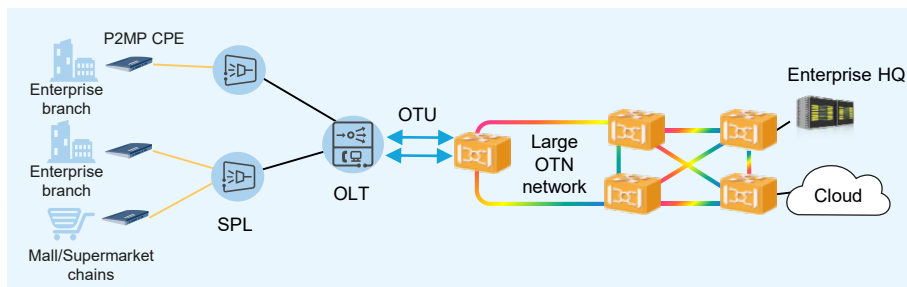 P2MP CPE
Enterprise
branch
Enterprise
branch
Mall/Supermarket
chains
SPL
OLT
OTU
Large
OTN
network
Enterprise HQ
Cloud